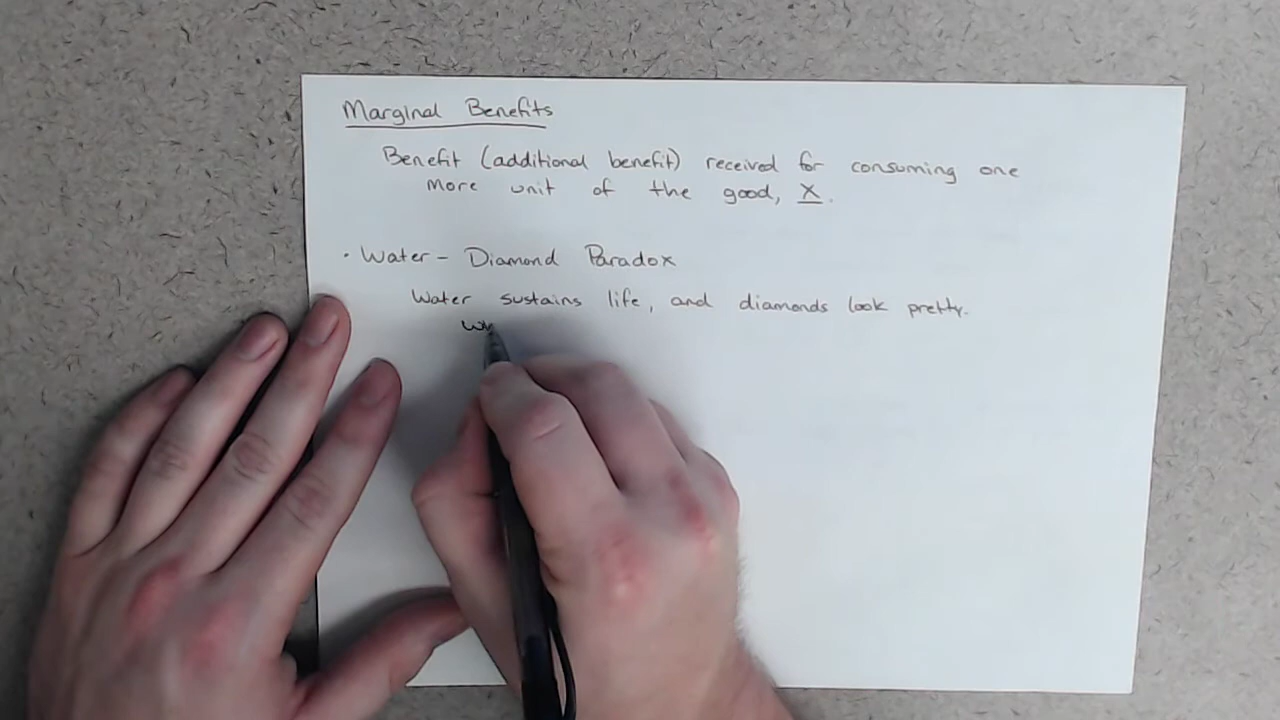 Marginal Benefits
Benefit (additional benefit) received for consuming one
more unit of the good, X.
· Water - Diamond Paradox
Water sustains life, and diamonds look pretty.